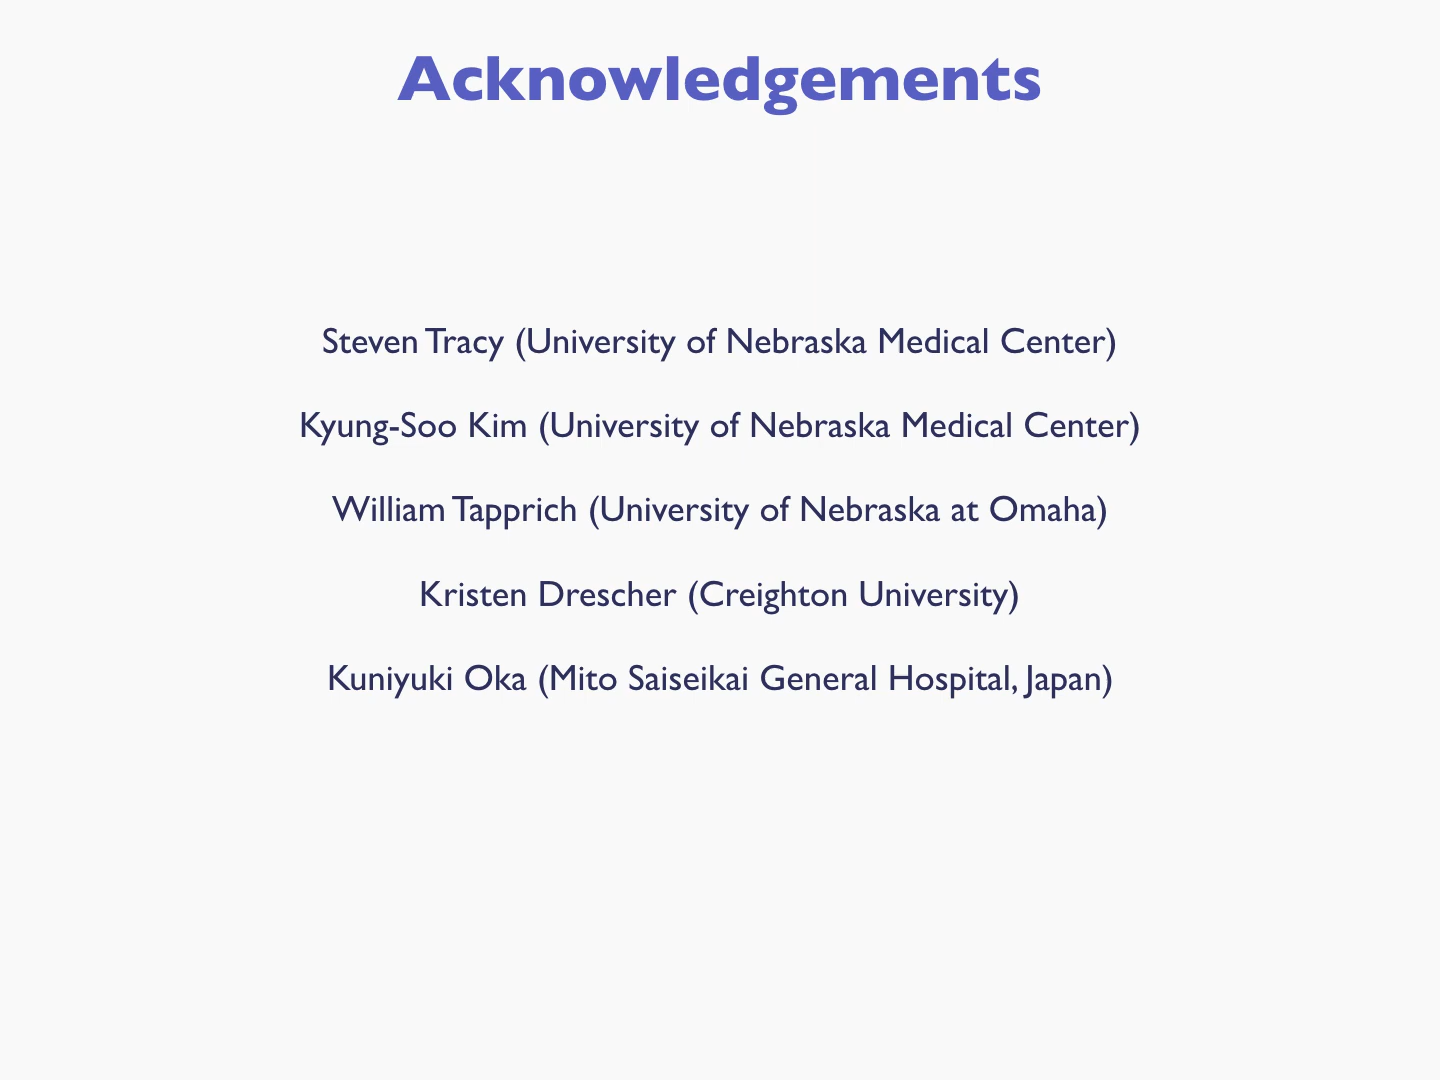 Acknowledgements
Steven Tracy (University of Nebraska Medical Center)
Kyung-Soo Kim (University of Nebraska Medical Center)
William Tapprich (University of Nebraska at Omaha)
Kristen Drescher (Creighton University)
Kuniyuki Oka (Mito Saiseikai General Hospital, Japan)